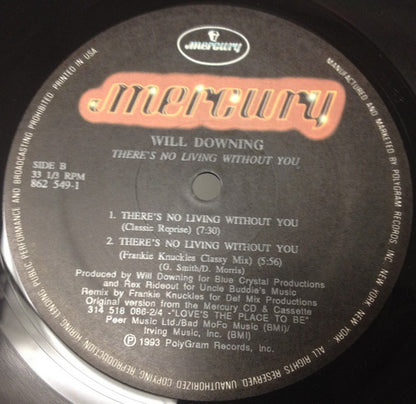 mercury
mercury
WILL DOWNING
THERE'S NO LIVING WITHOUT YOU
SIDE B
33 1/3 RPM
862 549-1
1. THERE'S NO LIVING WITHOUT YOU
(Classic Reprise) (7:30)
2. THERE'S NO LIVING WITHOUT YOU
(Frankie Knuckles Classy Mix) (5:56)
(G. Smith/D. Morris)
Produced by Will Downing for Blue Crystal Productions
and Rex Rideout for Uncle Buddie's Music
Remix by Frankie Knuckles for Def Mix Productions
Original version from the Mercury CD & Cassette
314 518 086-2/4 -"LOVE'S THE PLACE TO BE"
Peer Music Ltd./Bad MoFo Music (BMI)/
Irving Music, Inc. (BMI)
Ⓟ 1993 PolyGram Records, Inc.
MANUFACTURED AND MARKETED BY POLYGRAM RECORDS, INC. NEW YORK, NEW YORK. ALL RIGHTS RESERVED. UNAUTHORIZED COPYING, REPRODUCTION, HIRING, LENDING, PUBLIC PERFORMANCE AND BROADCASTING PROHIBITED. PRINTED IN USA